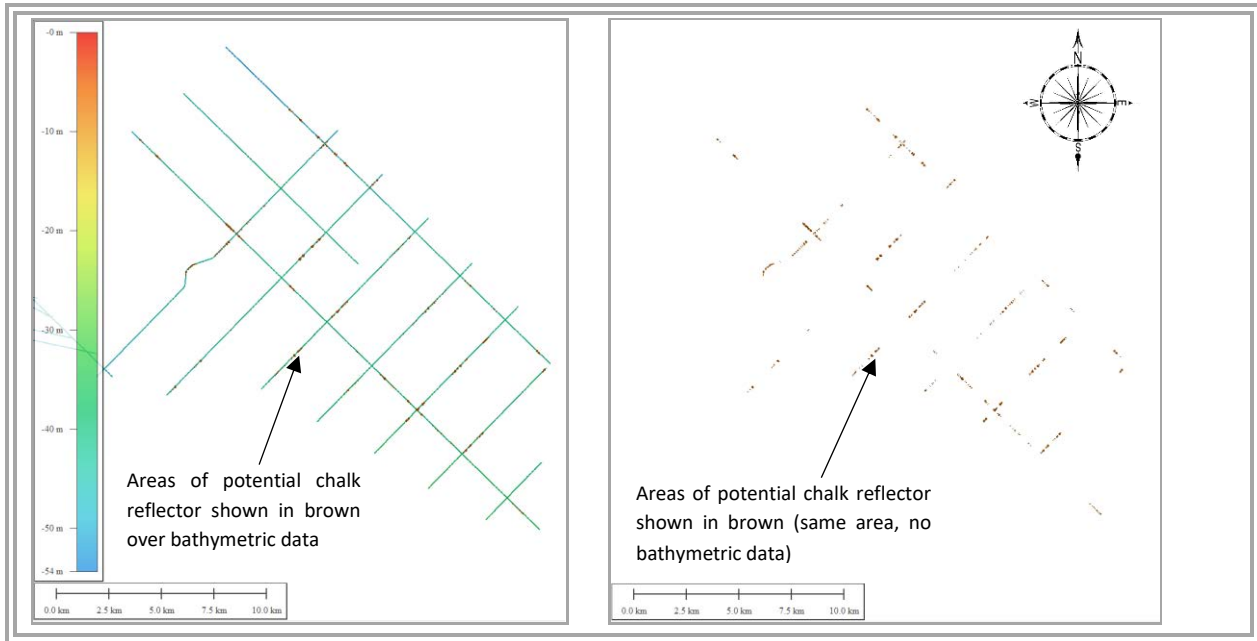 -0 m
-10 m
-20 m
-30 m
-40 m
-50 m
-54 m
Areas of potential chalk
reflector shown in brown
over bathymetric data
0.0 km 2.5 km 5.0 km 7.5 km 10.0 km
N
W
E
S
Areas of potential chalk reflector
shown in brown (same area, no
bathymetric data)
0.0 km 2.5 km 5.0 km 7.5 km 10.0 km